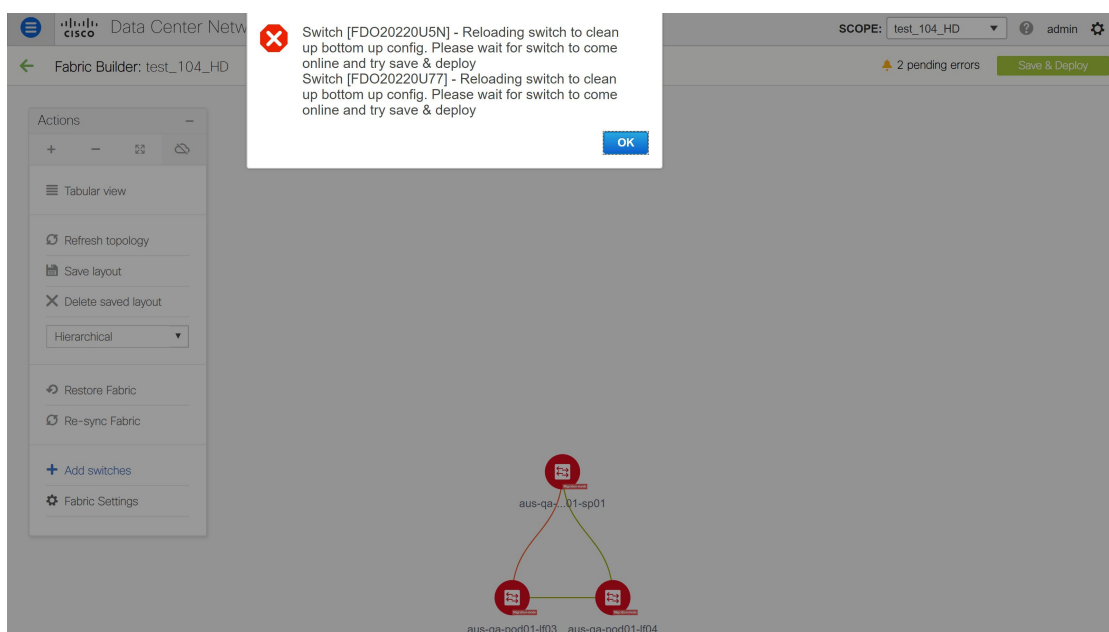 cisco Data Center Netw
SCOPE: test_104_HD admin
Fabric Builder: test_104_HD
2 pending errors
Save & Deploy
Switch [FDO20220U5N] - Reloading switch to clean
up bottom up config. Please wait for switch to come
online and try save & deploy
Switch [FDO20220U77] - Reloading switch to clean
up bottom up config. Please wait for switch to come
online and try save & deploy
OK
Actions
Tabular view
Refresh topology
Save layout
Delete saved layout
Hierarchical
Restore Fabric
Re-sync Fabric
Add switches
Fabric Settings
aus-qa-...01-sp01
aus-qa-pod01-lf03 aus-qa-pod01-lf04